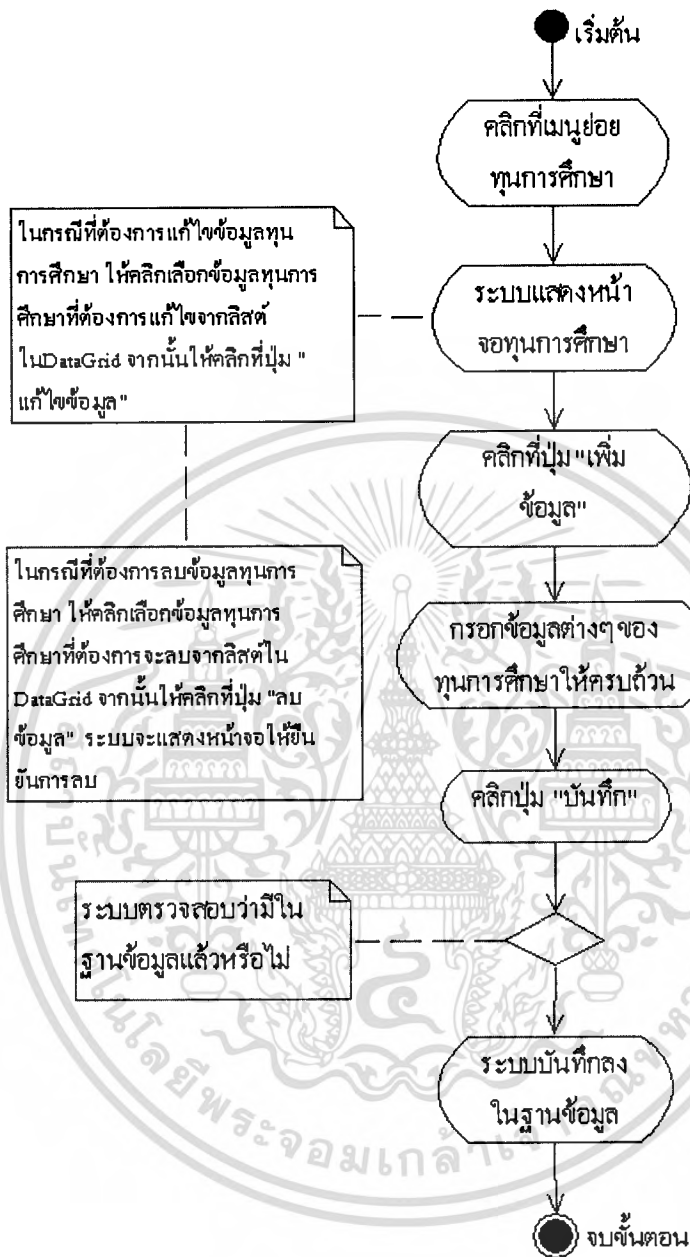 เริ่มต้น
คลิกที่เมนูย่อย
ทุนการศึกษา
ในกรณีที่ต้องการแก้ไขข้อมูลทุน
การศึกษา ให้คลิกเลือกข้อมูลทุนการ
ศึกษาที่ต้องการแก้ไขจากลิสต์
ในDataGrid จากนั้นให้คลิกที่ปุ่ม "
แก้ไขข้อมูล"
ระบบแสดงหน้า
จอทุนการศึกษา
คลิกที่ปุ่ม "เพิ่ม
ข้อมูล"
ในกรณีที่ต้องการลบข้อมูลทุนการ
ศึกษา ให้คลิกเลือกข้อมูลทุนการ
ศึกษาที่ต้องการจะลบจากลิสต์ใน
DataGrid จากนั้นให้คลิกที่ปุ่ม "ลบ
ข้อมูล" ระบบจะแสดงหน้าจอให้ยืน
ยันการลบ
กรอกข้อมูลต่างๆ ของ
ทุนการศึกษาให้ครบถ้วน
คลิกปุ่ม "บันทึก"
ระบบตรวจสอบว่ามีใน
ฐานข้อมูลแล้วหรือไม่
ระบบบันทึกลง
ในฐานข้อมูล
จบขั้นตอน